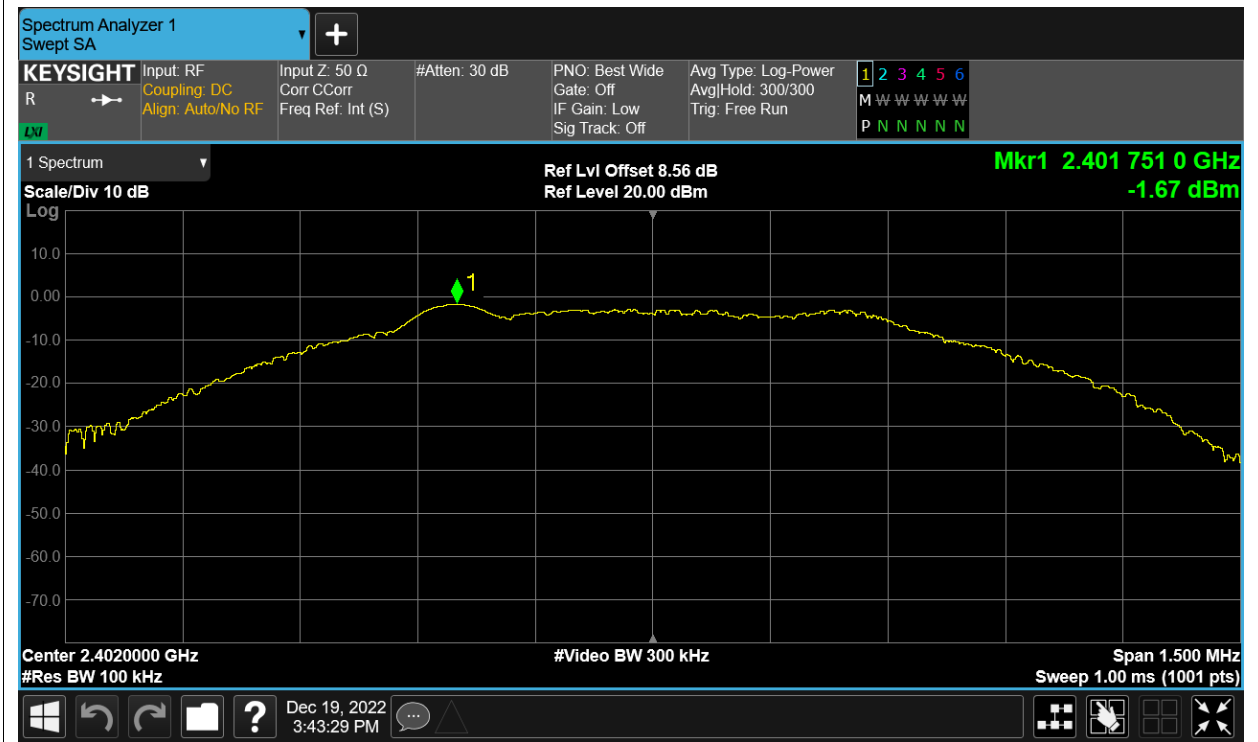 Spectrum Analyzer 1
Swept SA
+
KEYSIGHT
R
LXI
Input: RF
Coupling: DC
Align: Auto/No RF
Input Z: 50 Ω
Corr CCorr
Freq Ref: Int (S)
#Atten: 30 dB
PNO: Best Wide
Gate: Off
IF Gain: Low
Sig Track: Off
Avg Type: Log-Power
Avg|Hold: 300/300
Trig: Free Run
1 2 3 4 5 6
M W W W W W
P N N N N N
1 Spectrum
Scale/Div 10 dB
Ref Lvl Offset 8.56 dB
Ref Level 20.00 dBm
Mkr1 2.401 751 0 GHz
-1.67 dBm
Log
10.0
0.00
-10.0
-20.0
-30.0
-40.0
-50.0
-60.0
-70.0
1
Center 2.4020000 GHz
#Video BW 300 kHz
Span 1.500 MHz
#Res BW 100 kHz
Sweep 1.00 ms (1001 pts)
?
Dec 19, 2022
3:43:29 PM